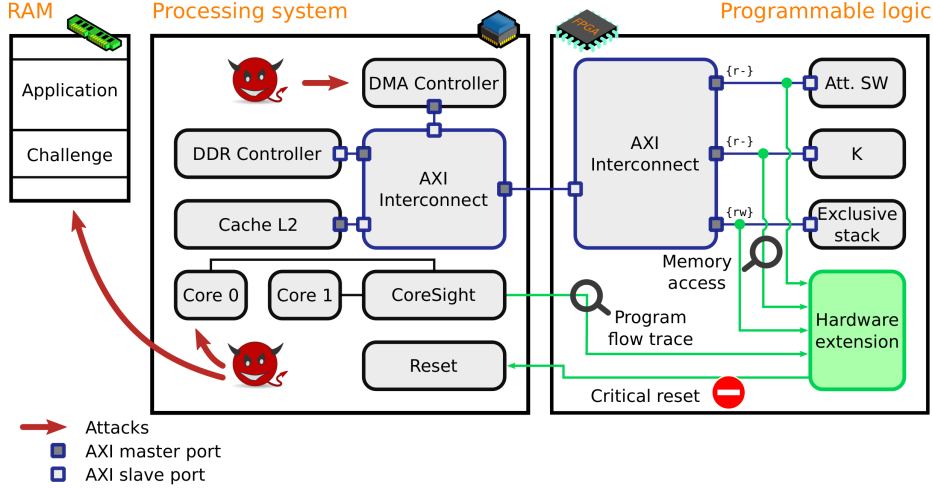 RAM
Processing system
Programmable logic
FPGA
Application
Challenge
DMA Controller
DDR Controller
AXI
Interconnect
Cache L2
Core 0
Core 1
CoreSight
Reset
AXI
Interconnect
{r-}
Att. SW
{r-}
K
{rw}
Exclusive
stack
Memory
access
Program
flow trace
Hardware
extension
Critical reset
Attacks
AXI master port
AXI slave port